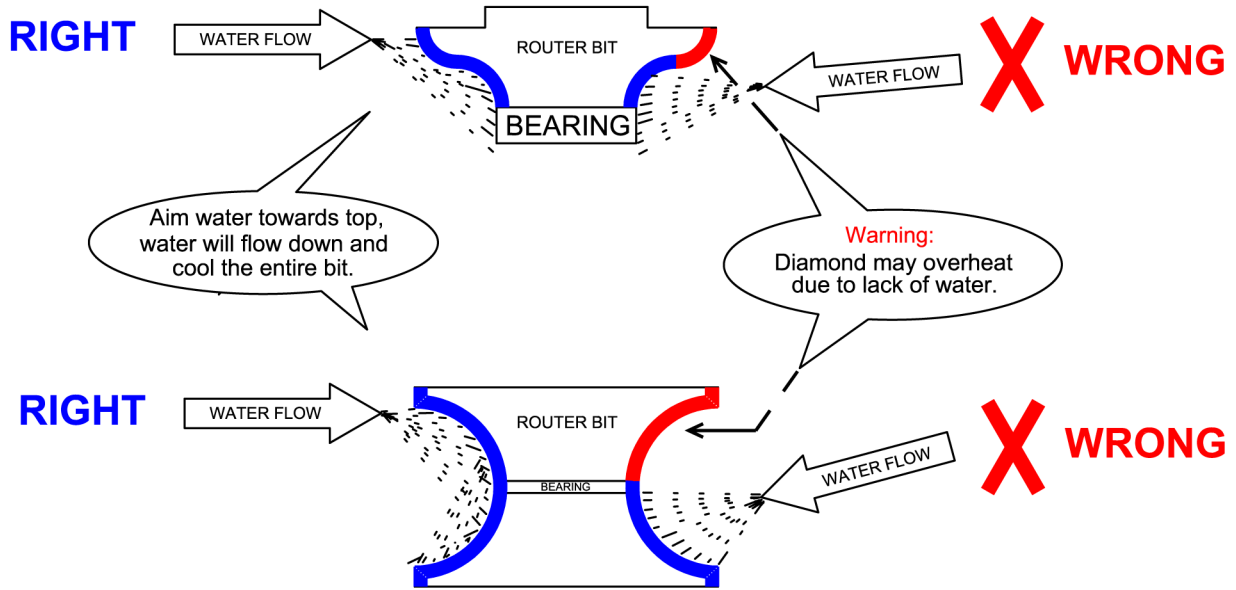 RIGHT
WATER FLOW
ROUTER BIT
BEARING
WATER FLOW
WRONG
Aim water towards top,
water will flow down and
cool the entire bit.
Warning:
Diamond may overheat
due to lack of water.
RIGHT
WATER FLOW
ROUTER BIT
BEARING
WATER FLOW
WRONG